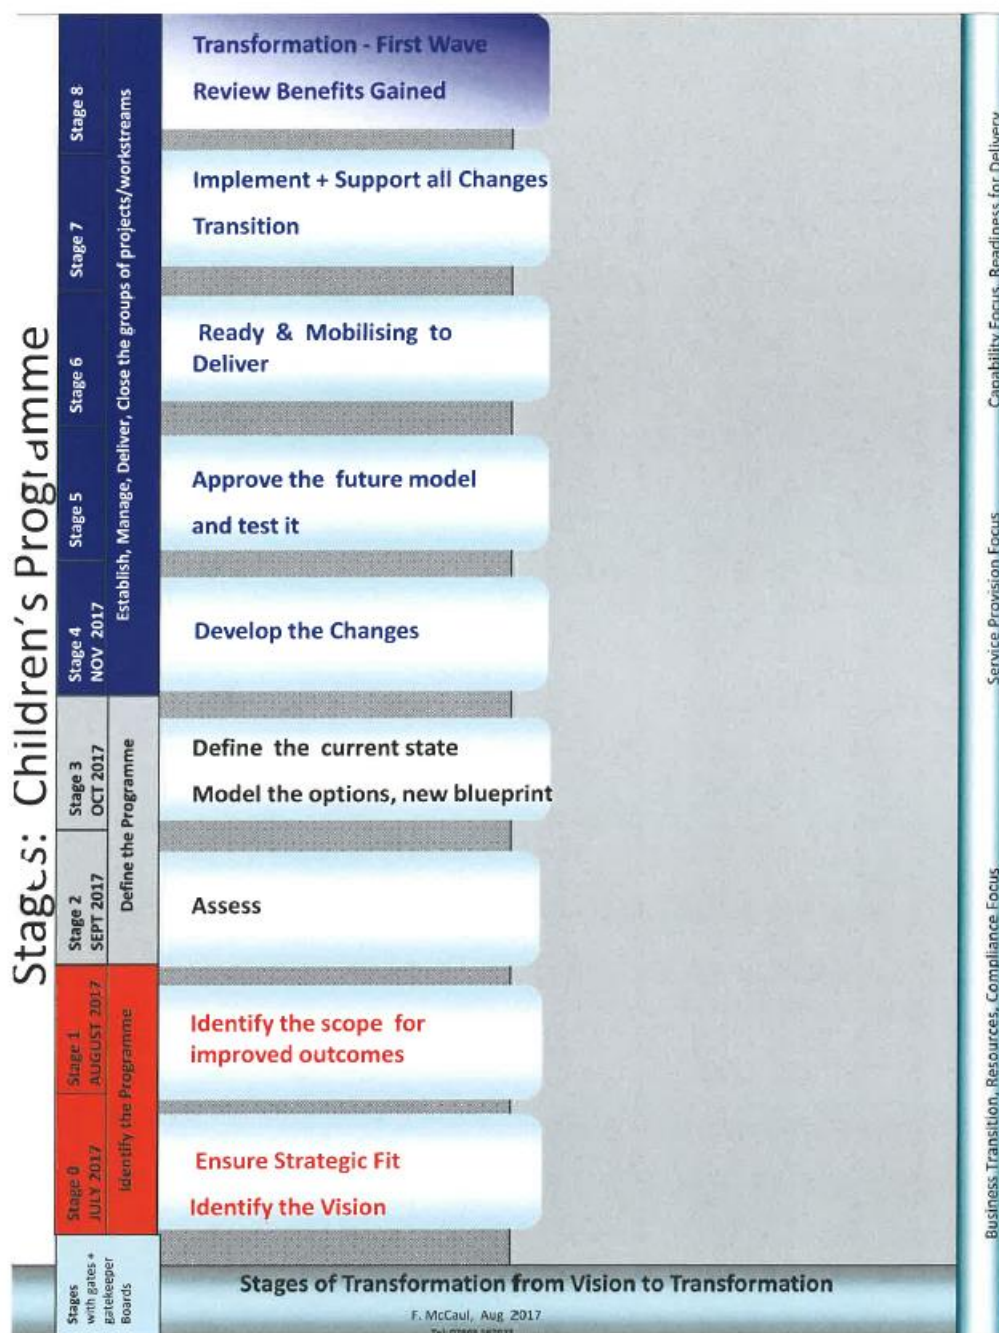 Stages: Children's Programme
Stage 8
Stage 7
Stage 6
Stage 5
Stage 4
NOV 2017
Stage 3
OCT 2017
Stage 2
SEPT 2017
Stage 1
AUGUST 2017
Stage 0
JULY 2017
Stages
with gates +
gatekeeper
Boards
Establish, Manage, Deliver, Close the groups of projects/workstreams
Define the Programme
Identify the Programme
Transformation - First Wave
Review Benefits Gained
Implement + Support all Changes
Transition
Ready & Mobilising to
Deliver
Approve the future model
and test it
Develop the Changes
Define the current state
Model the options, new blueprint
Assess
Identify the scope for
improved outcomes
Ensure Strategic Fit
Identify the Vision
Stages of Transformation from Vision to Transformation
F. McCaul, Aug 2017
Capability Focus, Readiness for Delivery
Service Provision Focus
Business Transition, Resources, Compliance Focus